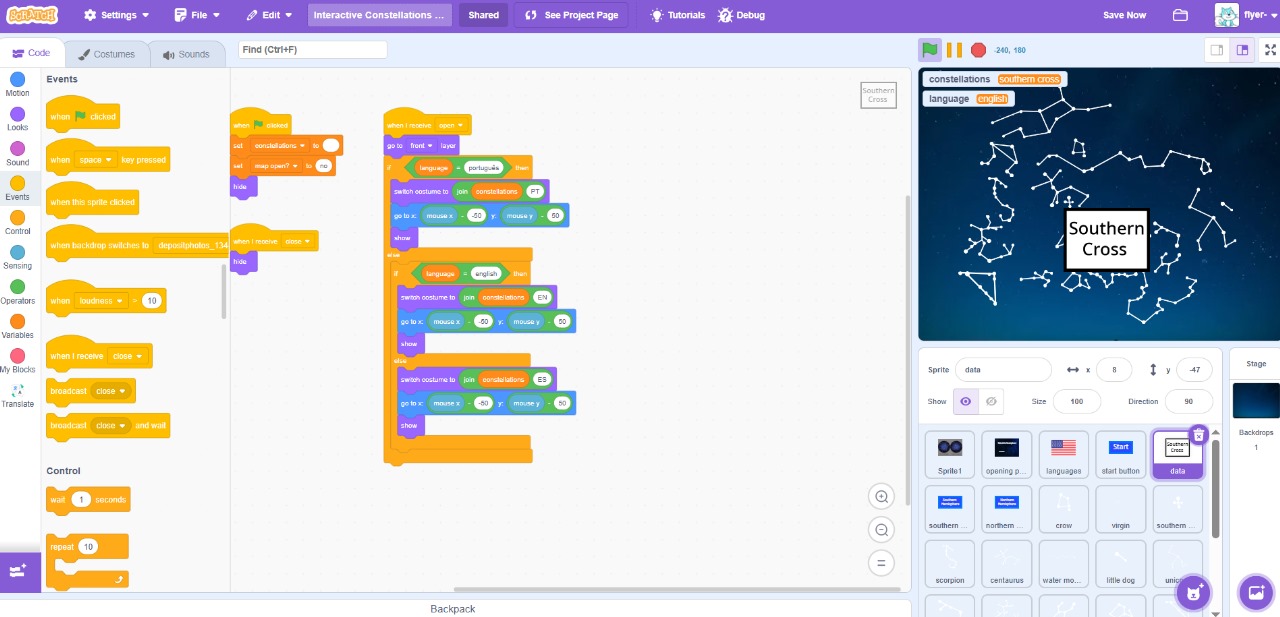 SCRATCH Settings File Edit Interactive Constellations ... Shared See Project Page Tutorials Debug Save Now flyer-
Code Costumes Sounds Find (Ctrl+F) -240, 180
Motion
Looks
Sound
Events
Control
Sensing
Operators
Variables
My Blocks
Translate
Events
when clicked
when space key pressed
when this sprite clicked
when backdrop switches to depositphotos_134
when loudness > 10
when I receive close
broadcast close
broadcast close and wait
Control
wait 1 seconds
repeat 10
when clicked
set constellations to
set map open? to no
hide
when I receive close
hide
when I receive open
go to front layer
if language = português then
switch costume to join constellations PT
go to x: mouse x - -50 y: mouse y - 50
show
else
if language = english then
switch costume to join constellations EN
go to x: mouse x - -50 y: mouse y - 50
show
else
switch costume to join constellations ES
go to x: mouse x - -50 y: mouse y - 50
show
Southern
Cross
constellations southern cross
language english
Southern
Cross
Sprite data x 8 y -47
Show Size 100 Direction 90
Stage
Backdrops
1
Sprite1
opening p...
languages
Start
start button
Southern
Cross
data
southern ...
northern ...
crow
virgin
southern ...
scorpion
centaurus
water mo...
little dog
Backpack